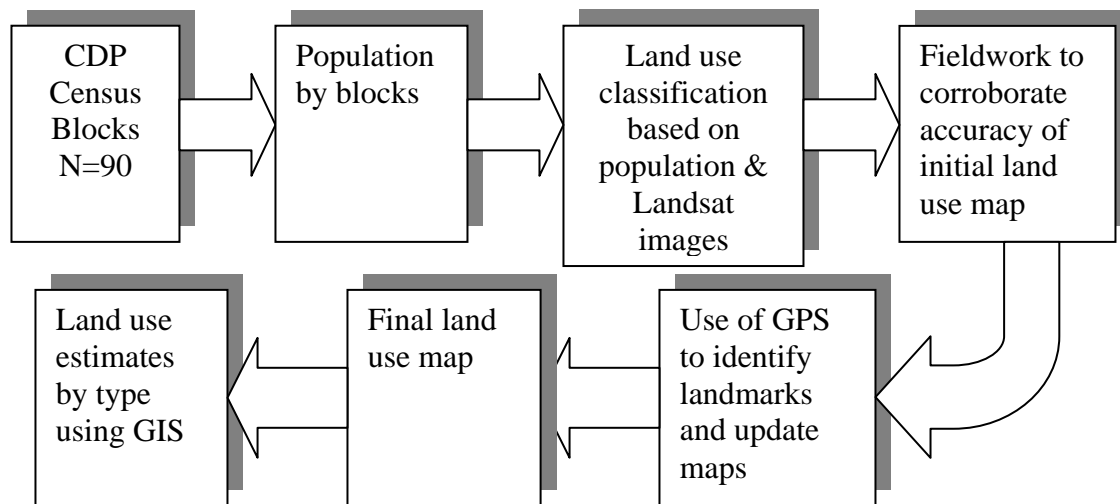 CDP
Census
Blocks
N=90
Population
by blocks
Land use
classification
based on
population &
Landsat
images
Fieldwork to
corroborate
accuracy of
initial land
use map
Use of GPS
to identify
landmarks
and update
maps
Final land
use map
Land use
estimates
by type
using GIS